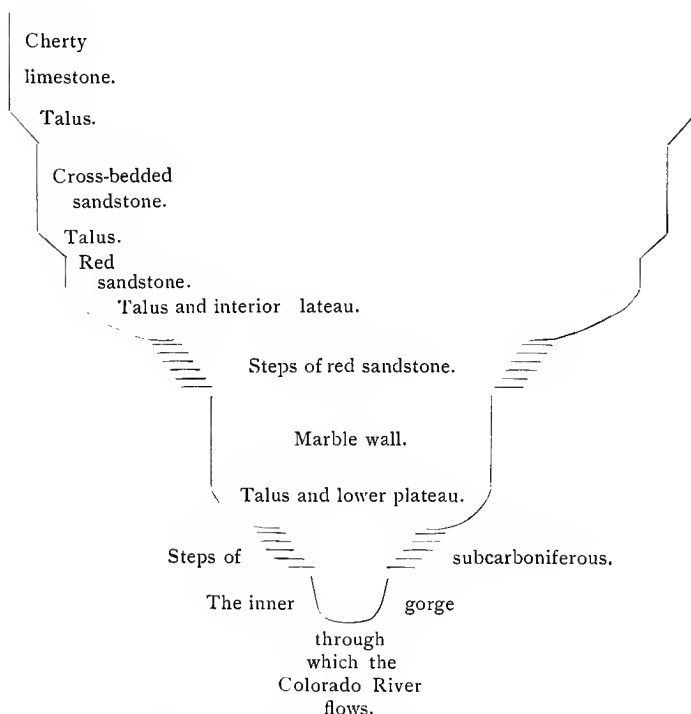 Cherty
limestone.
Talus.
Cross-bedded
sandstone.
Talus.
Red
sandstone.
Talus and interior lateau.
Steps of red sandstone.
Marble wall.
Talus and lower plateau.
Steps of subcarboniferous.
The inner gorge
through
which the
Colorado River
flows.